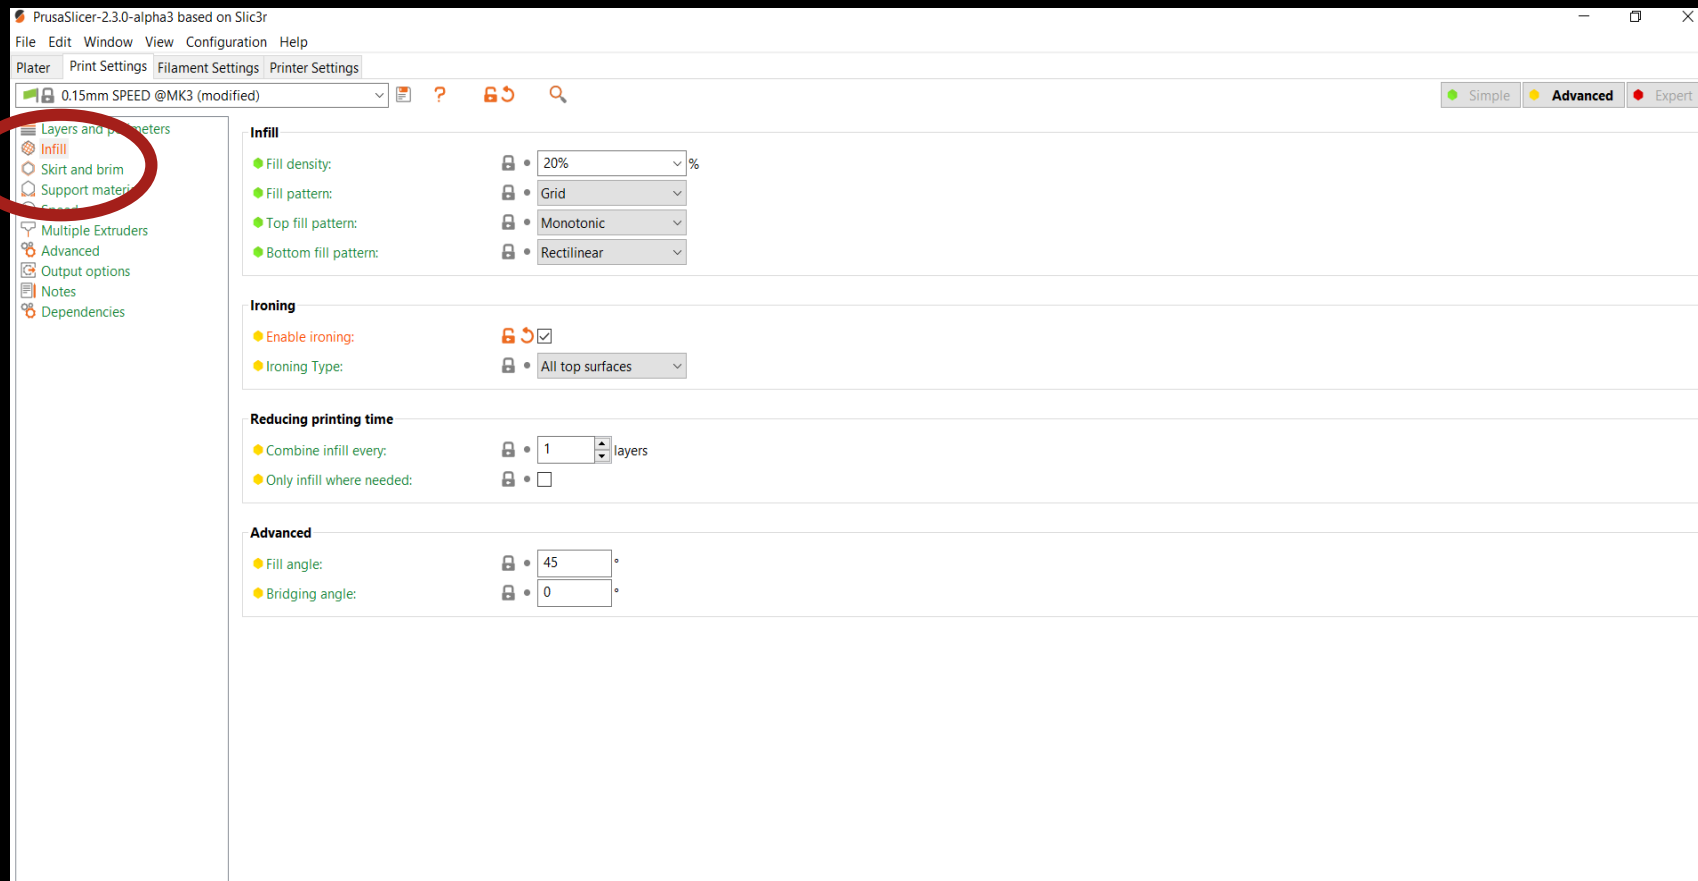 PrusaSlicer-2.3.0-alpha3 based on Slic3r
File Edit Window View Configuration Help
Plater Print Settings Filament Settings Printer Settings
0.15mm SPEED @MK3 (modified) ? Simple Advanced Expert
Layers and perimeters
Infill
Skirt and brim
Support material
Speed
Multiple Extruders
Advanced
Output options
Notes
Dependencies
Infill
Fill density: 20% %
Fill pattern: Grid
Top fill pattern: Monotonic
Bottom fill pattern: Rectilinear
Ironing
Enable ironing:
Ironing Type: All top surfaces
Reducing printing time
Combine infill every: 1 layers
Only infill where needed:
Advanced
Fill angle: 45 °
Bridging angle: 0 °